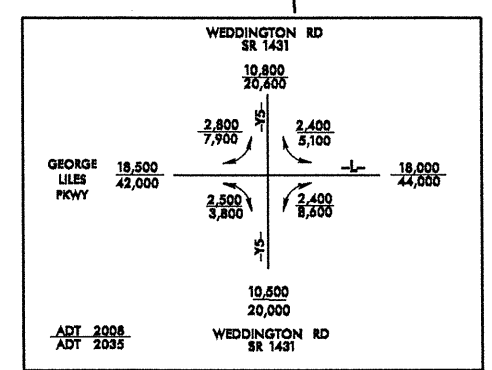 WEDDINGTON RD
SR 1431
10,800
20,600
-Y5-
2,800
7,900
2,400
5,100
GEORGE
LILES
PKWY
18,500
42,000
-L-
18,000
44,000
2,500
3,800
2,400
8,600
-Y5-
10,500
20,000
ADT 2008
ADT 2035
WEDDINGTON RD
SR 1431